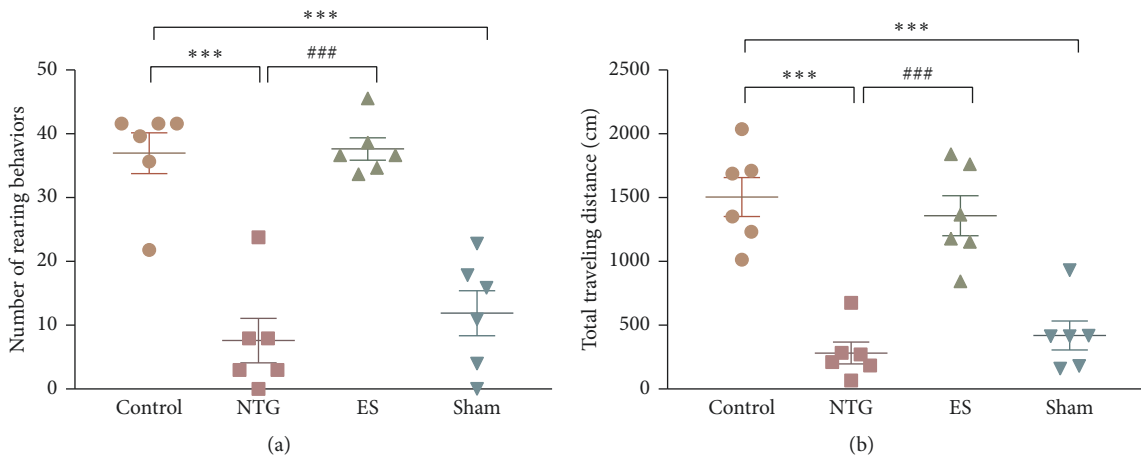 ***
***
###
50
40
30
20
10
0
Number of rearing behaviors
Control
NTG
ES
Sham
(a)
***
***
###
2500
2000
1500
1000
500
0
Total traveling distance (cm)
Control
NTG
ES
Sham
(b)